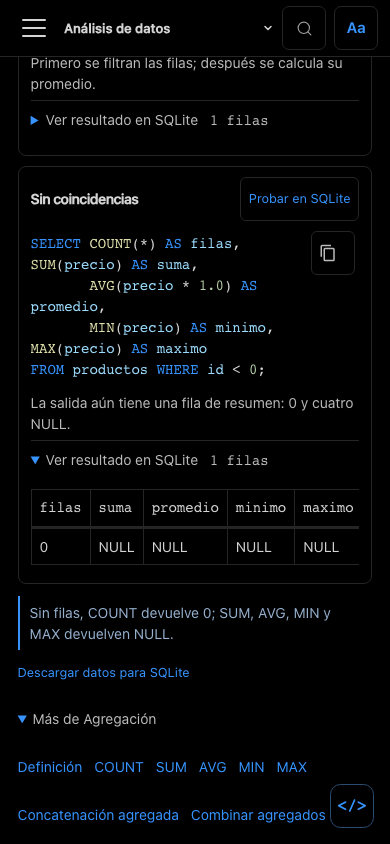 Análisis de datos
Aa
Primero se filtran las filas; después se calcula su
promedio.
Ver resultado en SQLite 1 filas
Sin coincidencias
Probar en SQLite
SELECT COUNT(*) AS filas,
SUM(precio) AS suma,
AVG(precio * 1.0) AS
promedio,
MIN(precio) AS minimo,
MAX(precio) AS maximo
FROM productos WHERE id < 0;
La salida aún tiene una fila de resumen: 0 y cuatro
NULL.
Ver resultado en SQLite 1 filas
filas suma promedio minimo maximo
0 NULL NULL NULL NULL
Sin filas, COUNT devuelve 0; SUM, AVG, MIN y
MAX devuelven NULL.
Descargar datos para SQLite
Más de Agregación
Definición COUNT SUM AVG MIN MAX
Concatenación agregada Combinar agregados
</>